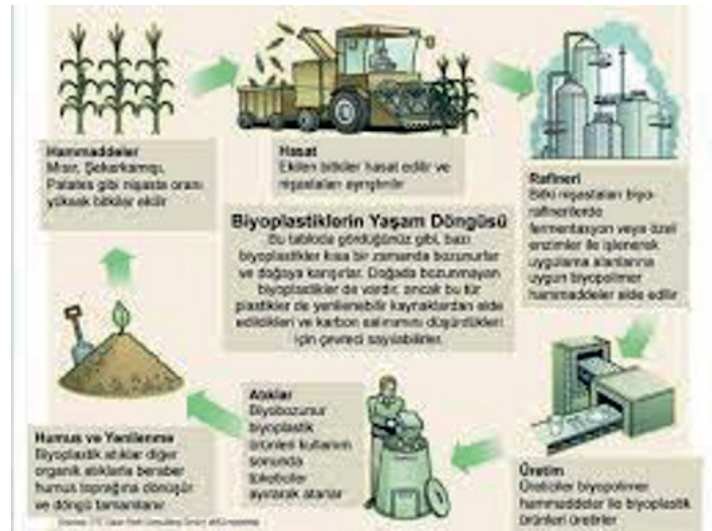 Hammaddeler
Mısır, Şekerkamışı,
Patates gibi nişasta oranı
yüksek bitkiler ekilir
Hasat
Ekilen bitkiler hasat edilir ve
nişastaları ayrıştırılır
Rafineri
Bitki nişastaları biyo-
rafinerilerde
fermentasyon veya özel
enzimler ile işlenerek
uygulama alanlarına
uygun biyopolimer
hammaddeler elde edilir
Biyoplastiklerin Yaşam Döngüsü
Bu tabloda gördüğünüz gibi, bazı
biyoplastikler kısa bir zamanda bozunurlar
ve doğaya karışırlar. Doğada bozunmayan
biyoplastikler de vardır, ancak bu tür
plastikler de yenilenebilir kaynaklardan elde
edildikleri ve karbon salınımını düşürdükleri
için çevreci sayılabilirler.
Üretim
Üreticiler biyopolimer
hammaddeler ile biyoplastik
ürünleri üretirler
Atıklar
Biyobozunur
biyoplastik
ürünleri kullanım
sonunda
tüketiciler
ayırarak atarlar
Humus ve Yenilenme
Biyoplastik atıklar diğer
organik atıklarla beraber
humus toprağına dönüşür
ve döngü tamamlanır